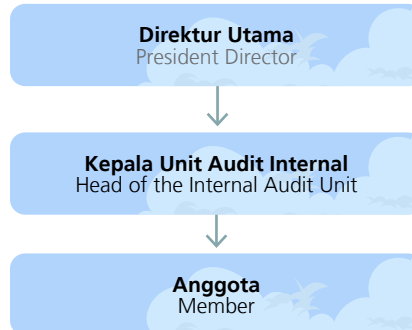 Direktur Utama
President Director
Kepala Unit Audit Internal
Head of the Internal Audit Unit
Anggota
Member